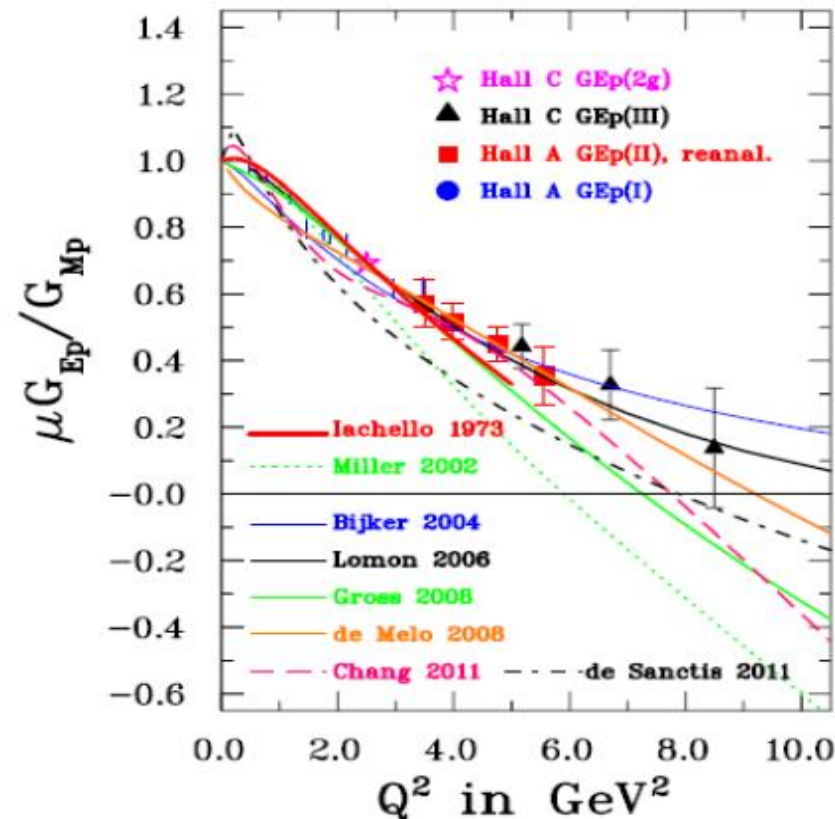 1.4
1.2
1.0
0.8
0.6
0.4
0.2
-0.0
-0.2
-0.4
-0.6
μG_Ep/G_Mp
Hall C GEp(2g)
Hall C GEp(III)
Hall A GEp(II), reanal.
Hall A GEp(I)
Iachello 1973
Miller 2002
Bijker 2004
Lomon 2006
Gross 2008
de Melo 2008
Chang 2011 de Sanctis 2011
0.0 2.0 4.0 6.0 8.0 10.0
Q² in GeV²